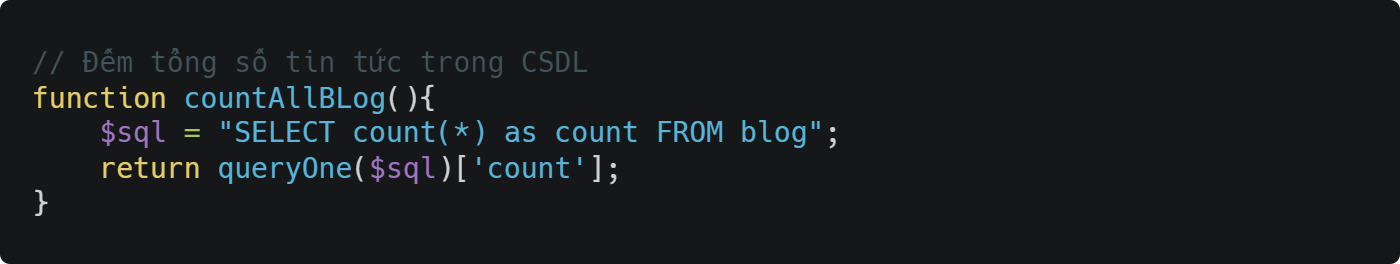 // Đếm tổng số tin tức trong CSDL
function countAllBLog(){
    $sql = "SELECT count(*) as count FROM blog";
    return queryOne($sql)['count'];
}